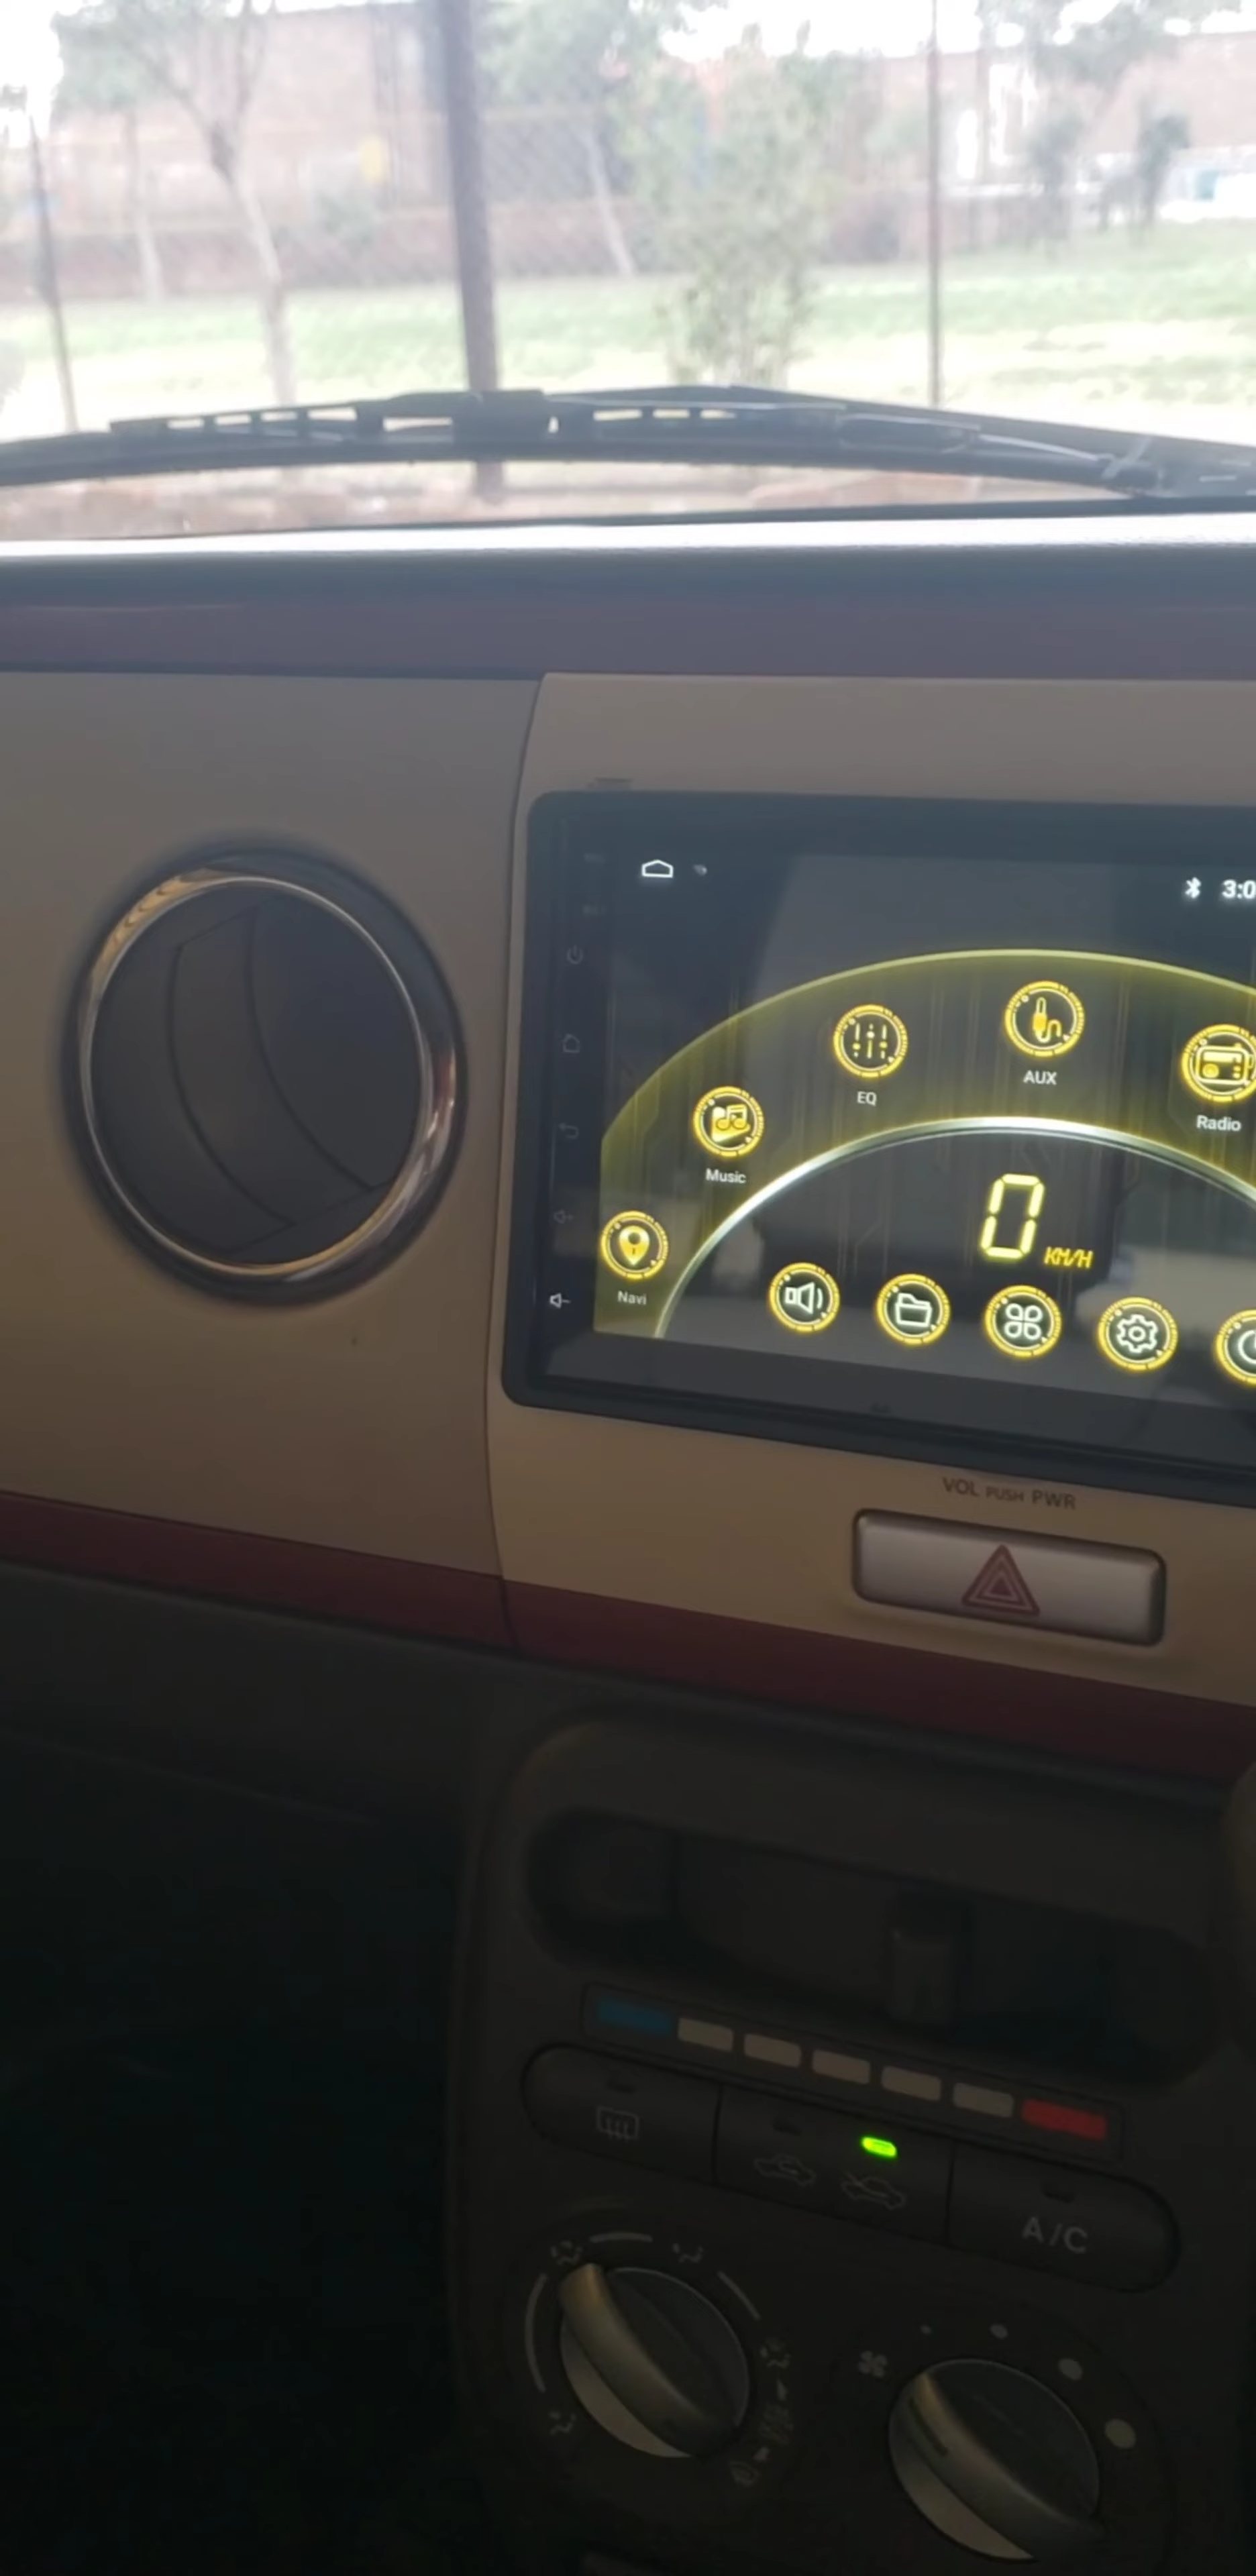 3:0
AUX
EQ
Radio
Music
0 KM/H
Navi
VOL PUSH PWR
A/C